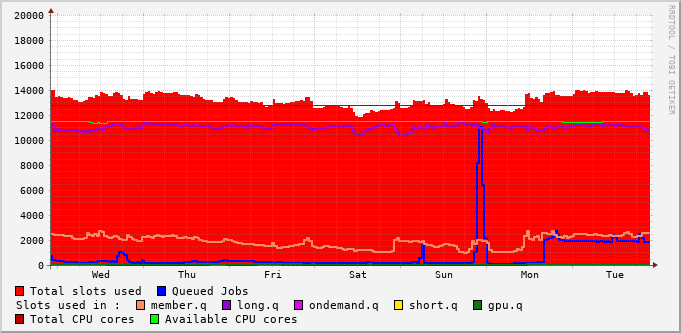 RRDTOOL / TOBI OETIKER
20000
18000
16000
14000
12000
10000
8000
6000
4000
2000
0
Wed Thu Fri Sat Sun Mon Tue
Total slots used Queued Jobs
Slots used in : member.q long.q ondemand.q short.q gpu.q
Total CPU cores Available CPU cores